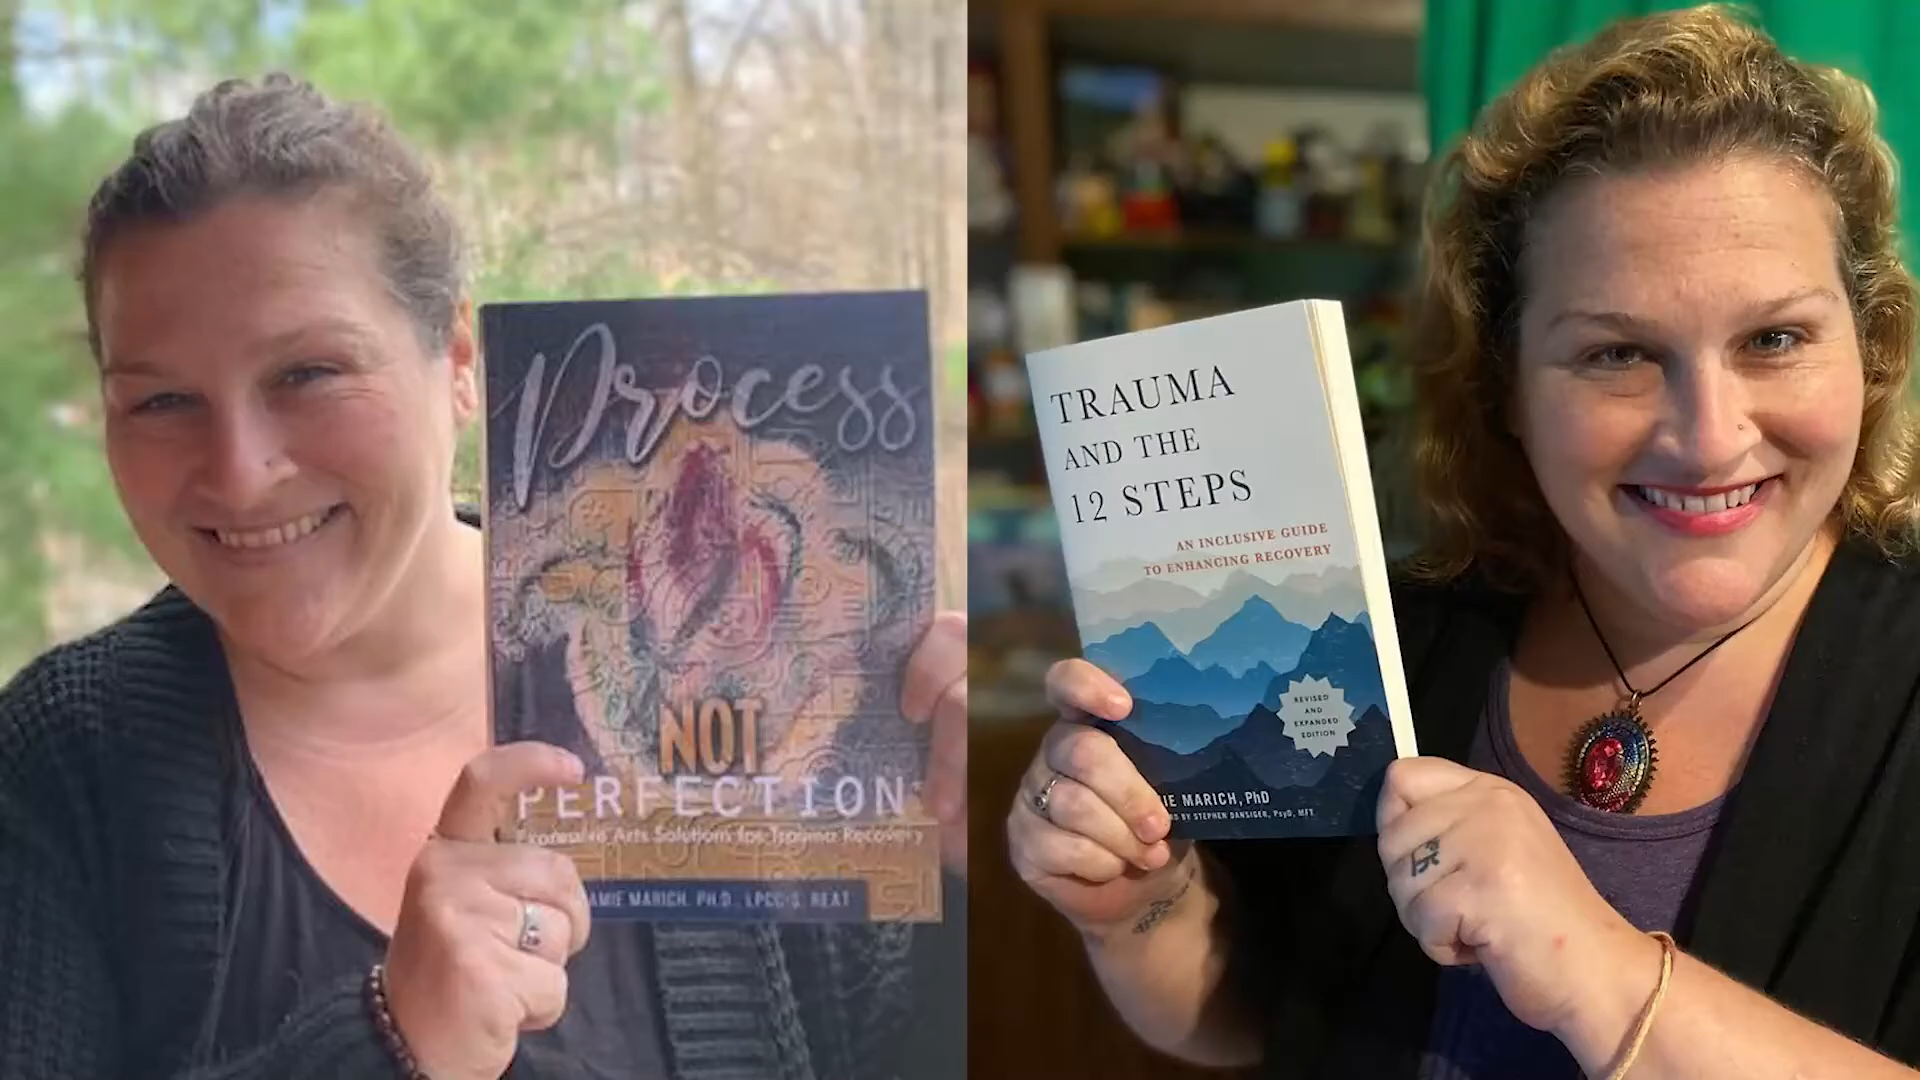 Process
NOT
PERFECTION
Expressive Arts Solutions for Trauma Recovery
AMIE MARICH, PH.D., LPCC-S, REAT
TRAUMA
AND THE
12 STEPS
AN INCLUSIVE GUIDE
TO ENHANCING RECOVERY
REVISED
AND
EXPANDED
EDITION
IE MARICH, PhD
BY STEPHEN DANSIGER, PsyD, MFT